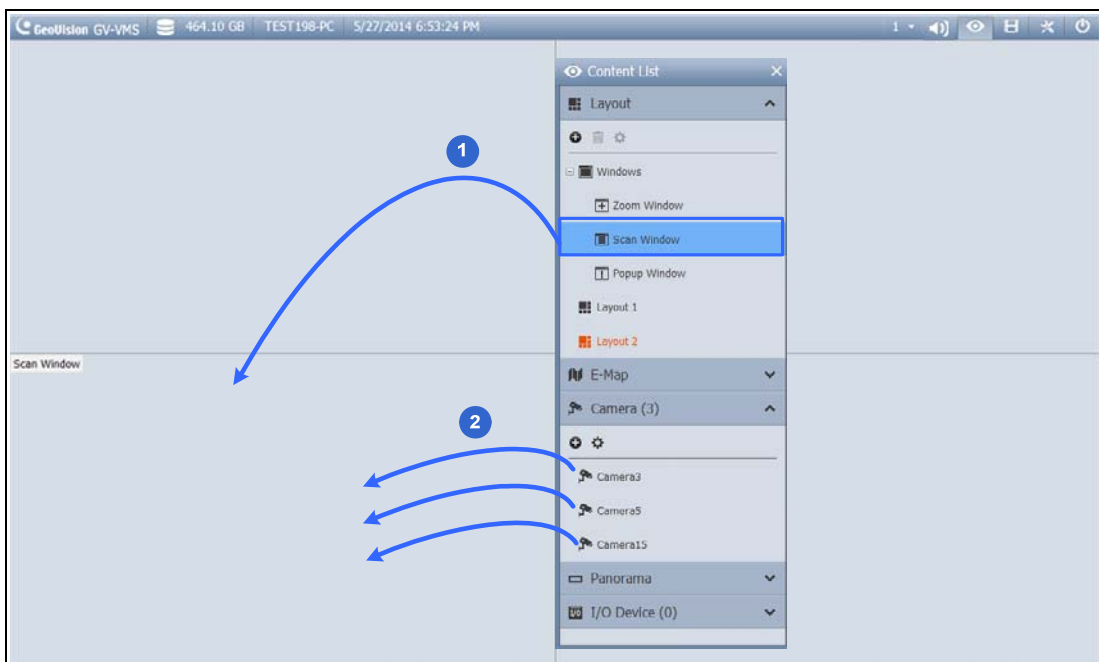 GeoVision GV-VMS 464.10 GB TEST198-PC 5/27/2014 6:53:24 PM 1
Content List
Layout
1
Windows
Zoom Window
Scan Window
Popup Window
Layout 1
Layout 2
Scan Window
E-Map
Camera (3)
2
Camera3
Camera5
Camera15
Panorama
I/O I/O Device (0)